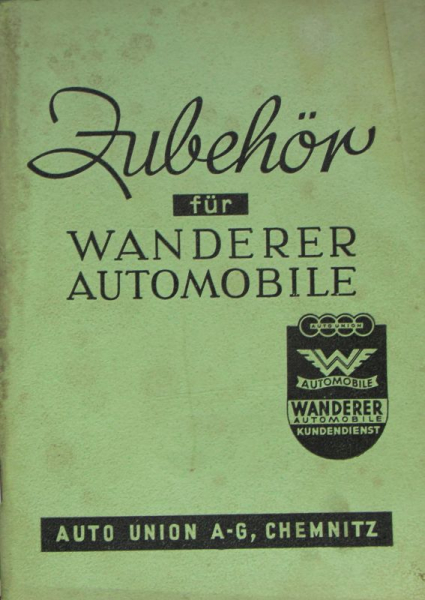 Zubehör
für
WANDERER
AUTOMOBILE
AUTO UNION
W
AUTOMOBILE
WANDERER
AUTOMOBILE
KUNDENDIENST
AUTO UNION A-G, CHEMNITZ